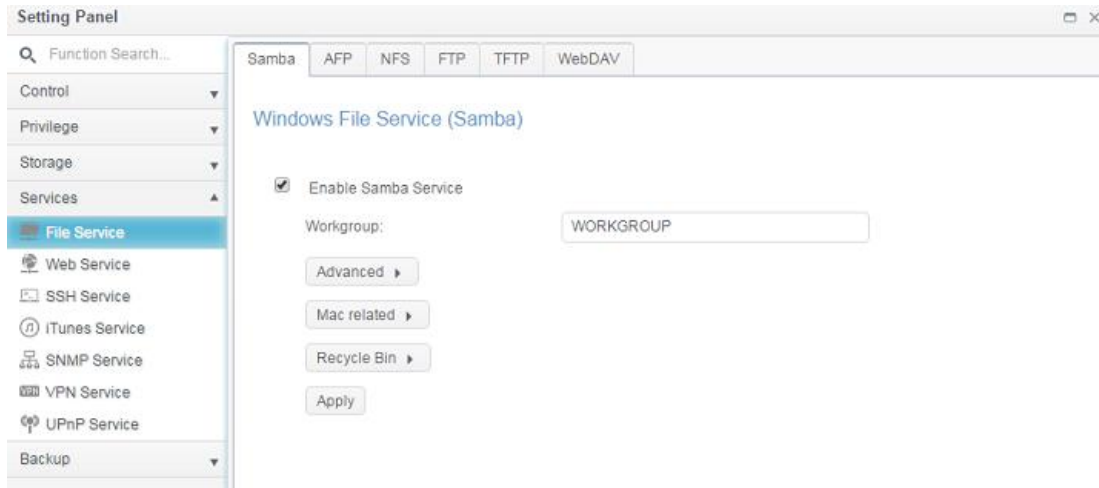 Setting Panel
Function Search...
Control
Privilege
Storage
Services
File Service
Web Service
SSH Service
iTunes Service
SNMP Service
VPN Service
UPnP Service
Backup
Samba AFP NFS FTP TFTP WebDAV
Windows File Service (Samba)
Enable Samba Service
Workgroup: WORKGROUP
Advanced
Mac related
Recycle Bin
Apply